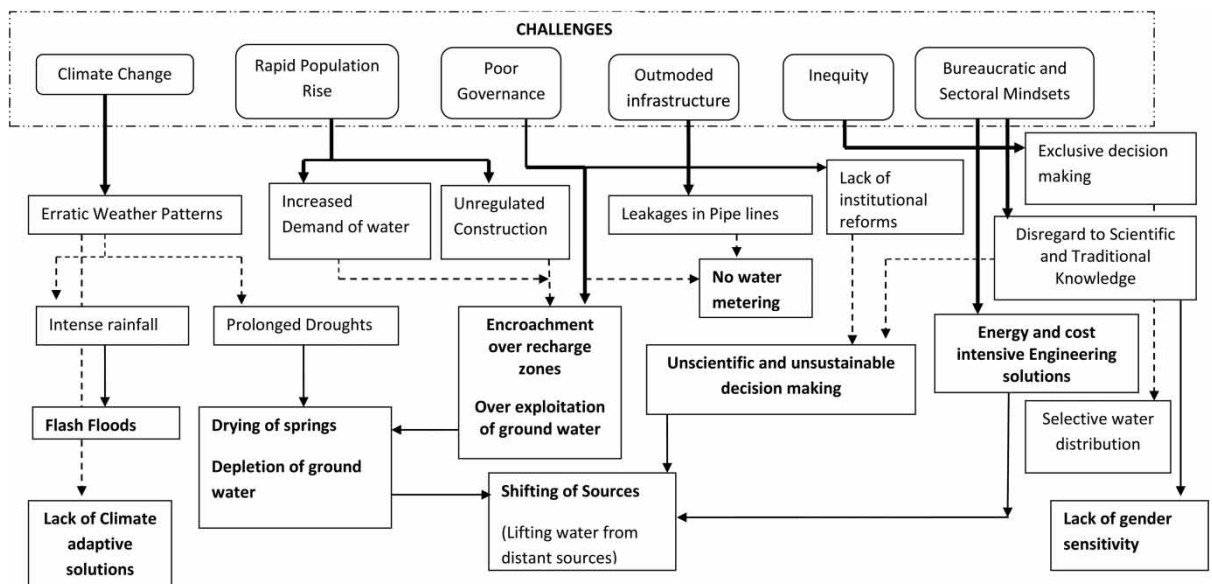 CHALLENGES
Climate Change
Rapid Population
Rise
Poor
Governance
Outmoded
infrastructure
Inequity
Bureaucratic and
Sectoral Mindsets
Exclusive decision
making
Increased
Demand of water
Unregulated
Construction
Lack of
institutional
reforms
Erratic Weather Patterns
Leakages in Pipe lines
Disregard to Scientific
and Traditional
Knowledge
No water
metering
Intense rainfall
Prolonged Droughts
Encroachment
over recharge
zones
Over exploitation
of ground water
Unscientific and unsustainable
decision making
Energy and cost
intensive Engineering
solutions
Flash Floods
Drying of springs
Depletion of ground
water
Selective water
distribution
Shifting of Sources
(Lifting water from
distant sources)
Lack of Climate
adaptive
solutions
Lack of gender
sensitivity